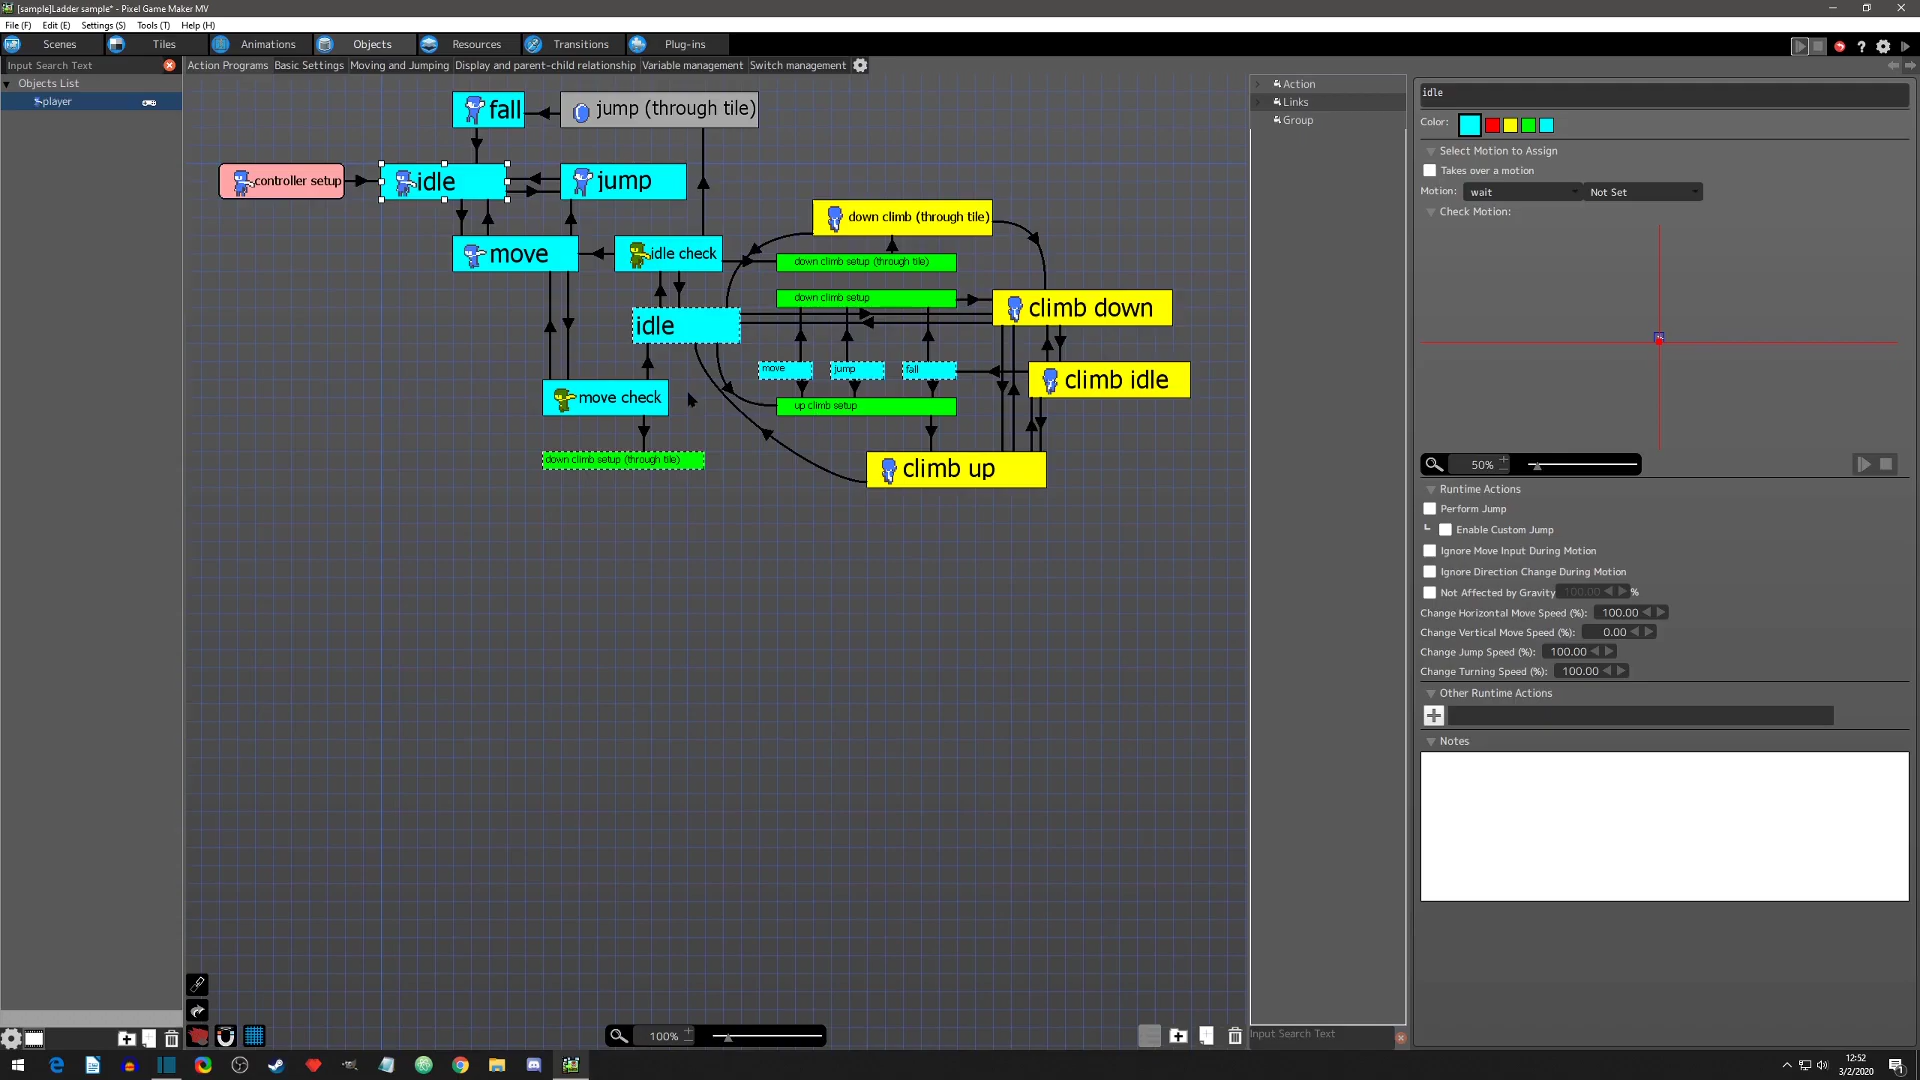 [sample]Ladder sample* - Pixel Game Maker MV
File (F) Edit (E) Settings (S) Tools (T) Help (H)
Scenes Tiles Animations Objects Resources Transitions Plug-ins
Input Search Text
Action Programs Basic Settings Moving and Jumping Display and parent-child relationship Variable management Switch management
Objects List
player
fall
jump (through tile)
controller setup
idle
jump
down climb (through tile)
move
idle check
down climb setup (through tile)
down climb setup
climb down
idle
move
jump
fall
climb idle
move check
up climb setup
down climb setup (through tile)
climb up
100%
Action
Links
Group
Input Search Text
idle
Color:
Select Motion to Assign
Takes over a motion
Motion: wait Not Set
Check Motion:
50%
Runtime Actions
Perform Jump
Enable Custom Jump
Ignore Move Input During Motion
Ignore Direction Change During Motion
Not Affected by Gravity 100.00 %
Change Horizontal Move Speed (%): 100.00
Change Vertical Move Speed (%): 0.00
Change Jump Speed (%): 100.00
Change Turning Speed (%): 100.00
Other Runtime Actions
Notes
12:52
3/2/2020